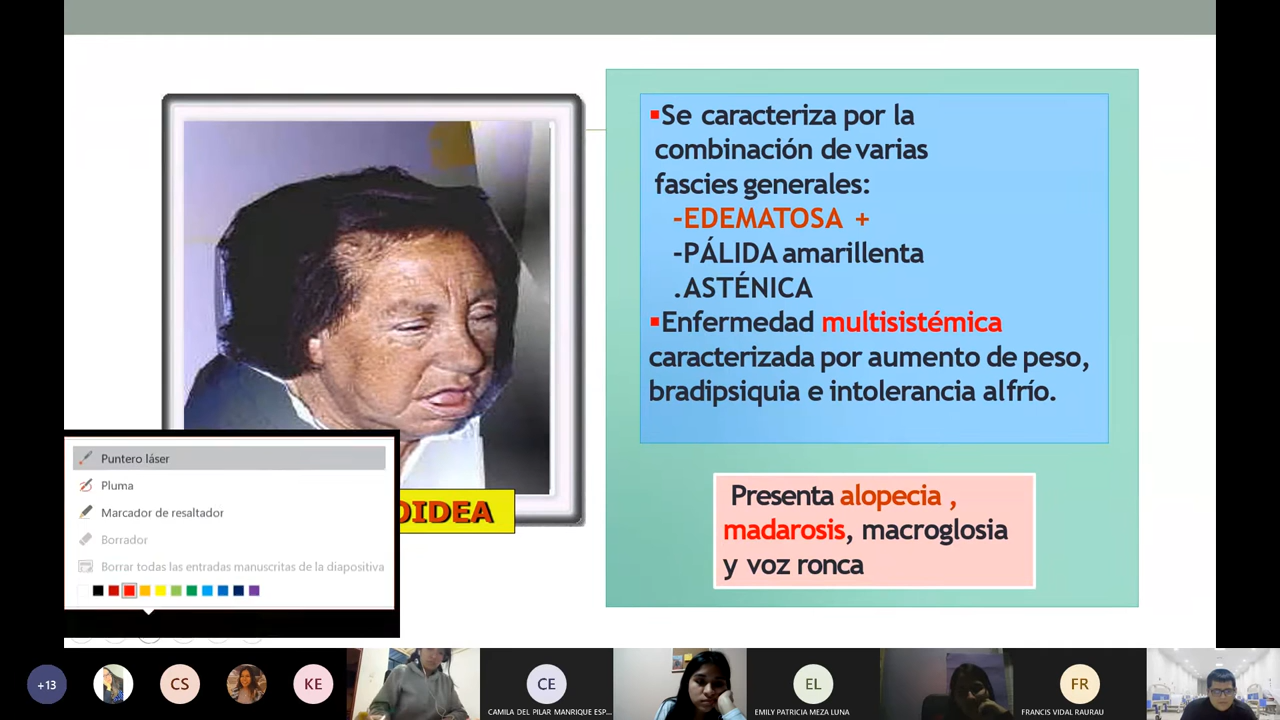 ▪Se caracteriza por la
combinación de varias
fascies generales:
-EDEMATOSA +
-PÁLIDA amarillenta
.ASTÉNICA
▪Enfermedad multisistémica
caracterizada por aumento de peso,
bradipsiquia e intolerancia al frío.
Presenta alopecia ,
madarosis, macroglosia
y voz ronca
OIDEA
Puntero láser
Pluma
Marcador de resaltador
Borrador
Borrar todas las entradas manuscritas de la diapositiva
+13
CS
KE
CE
CAMILA DEL PILAR MANRIQUE ESP...
EL
EMILY PATRICIA MEZA LUNA
FR
FRANCIS VIDAL RAURAU